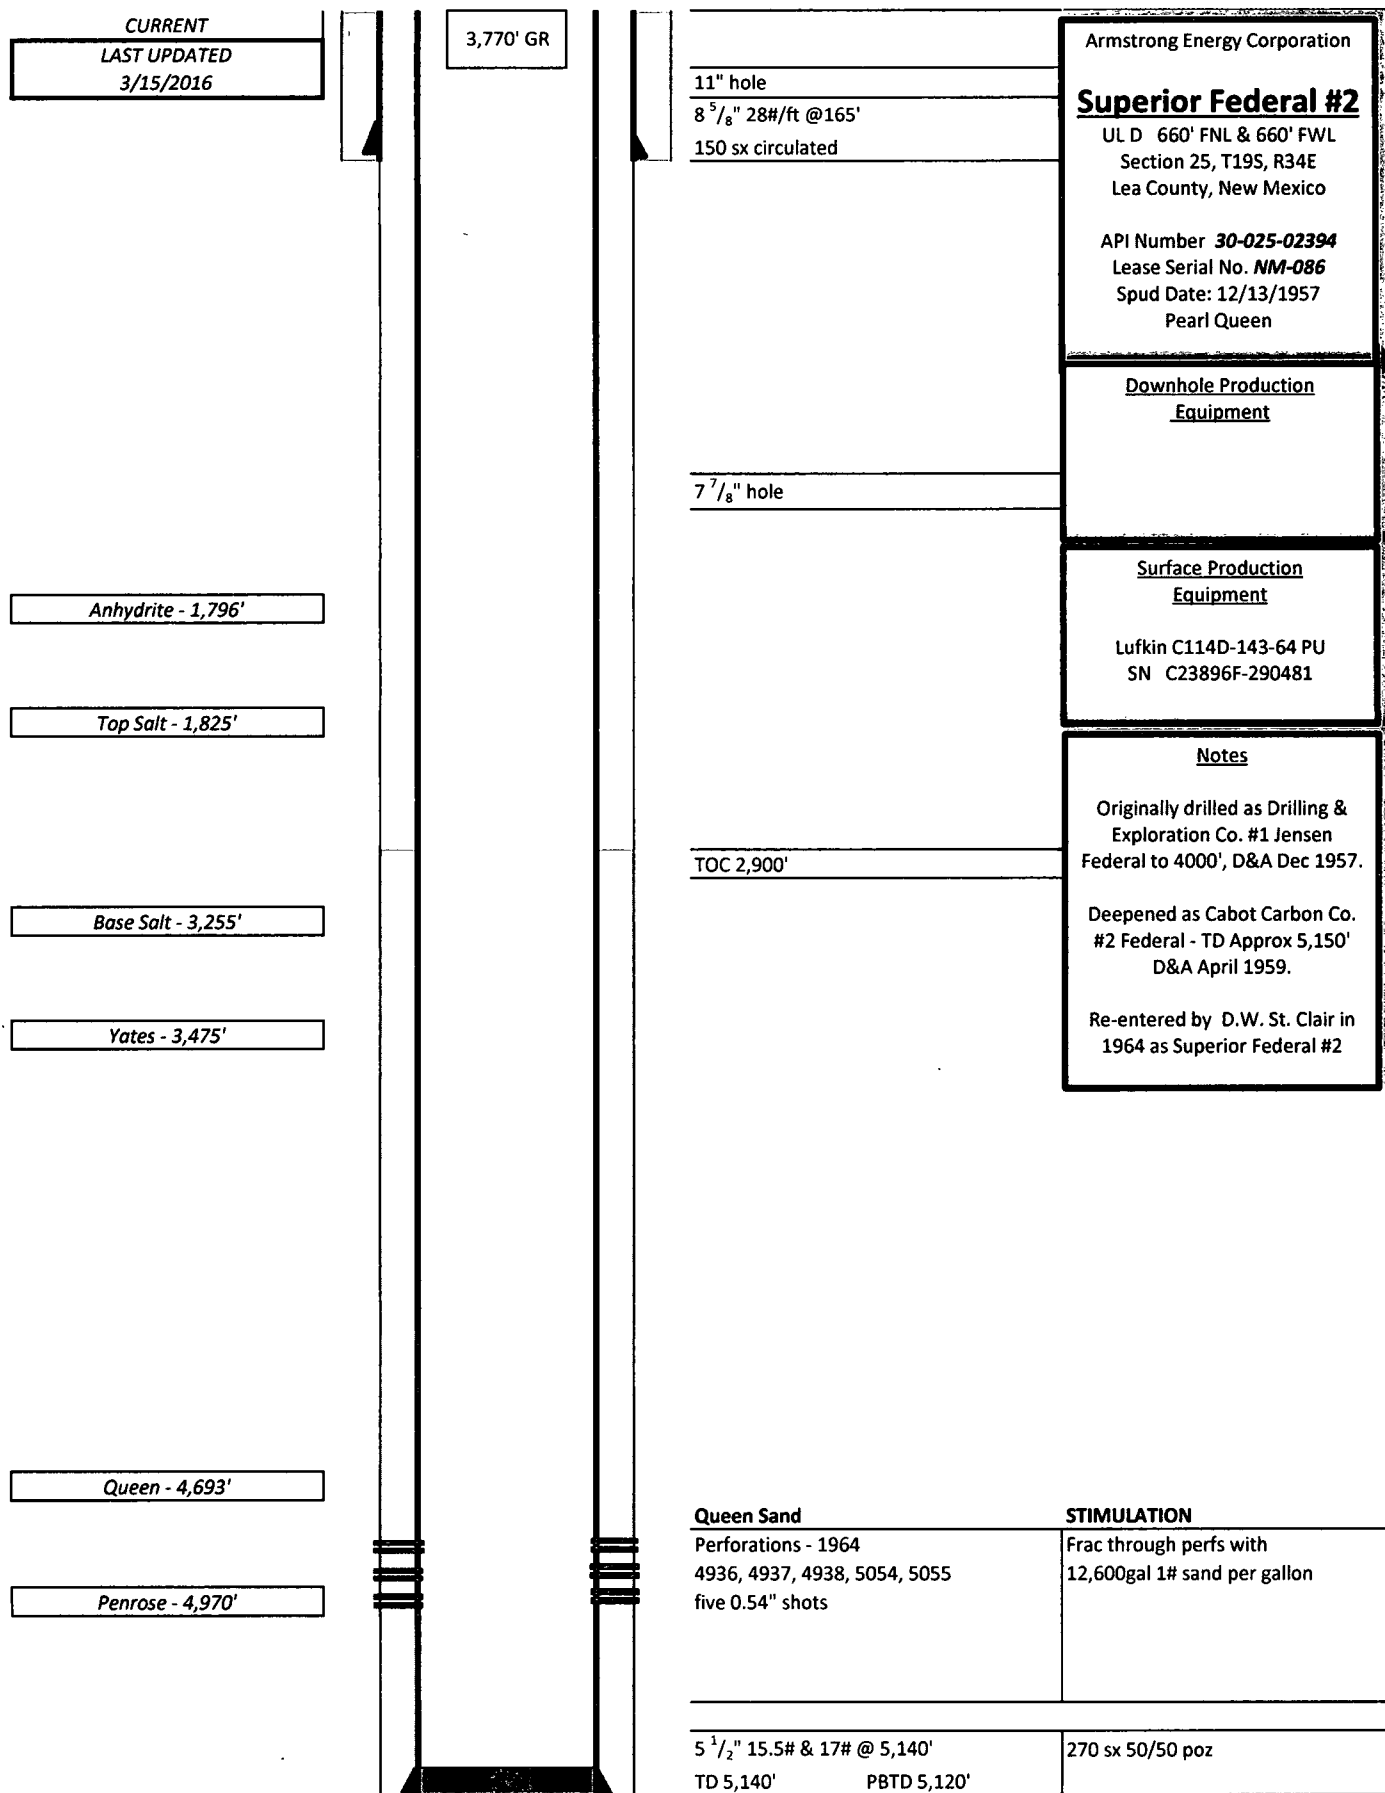 CURRENT
LAST UPDATED
3/15/2016
3,770' GR
11" hole
8 5/8" 28#/ft @165'
150 sx circulated
Armstrong Energy Corporation
Superior Federal #2
UL D 660' FNL & 660' FWL
Section 25, T19S, R34E
Lea County, New Mexico
API Number 30-025-02394
Lease Serial No. NM-086
Spud Date: 12/13/1957
Pearl Queen
Downhole Production
Equipment
7 7/8" hole
Surface Production
Equipment
Lufkin C114D-143-64 PU
SN C23896F-290481
Anhydrite - 1,796'
Top Salt - 1,825'
Notes
Originally drilled as Drilling &
Exploration Co. #1 Jensen
Federal to 4000', D&A Dec 1957.
Deepened as Cabot Carbon Co.
#2 Federal - TD Approx 5,150'
D&A April 1959.
Re-entered by D.W. St. Clair in
1964 as Superior Federal #2
TOC 2,900'
Base Salt - 3,255'
Yates - 3,475'
Queen - 4,693'
Penrose - 4,970'
Queen Sand
Perforations - 1964
4936, 4937, 4938, 5054, 5055
five 0.54" shots
STIMULATION
Frac through perfs with
12,600gal 1# sand per gallon
5 1/2" 15.5# & 17# @ 5,140'
270 sx 50/50 poz
TD 5,140' PBTD 5,120'